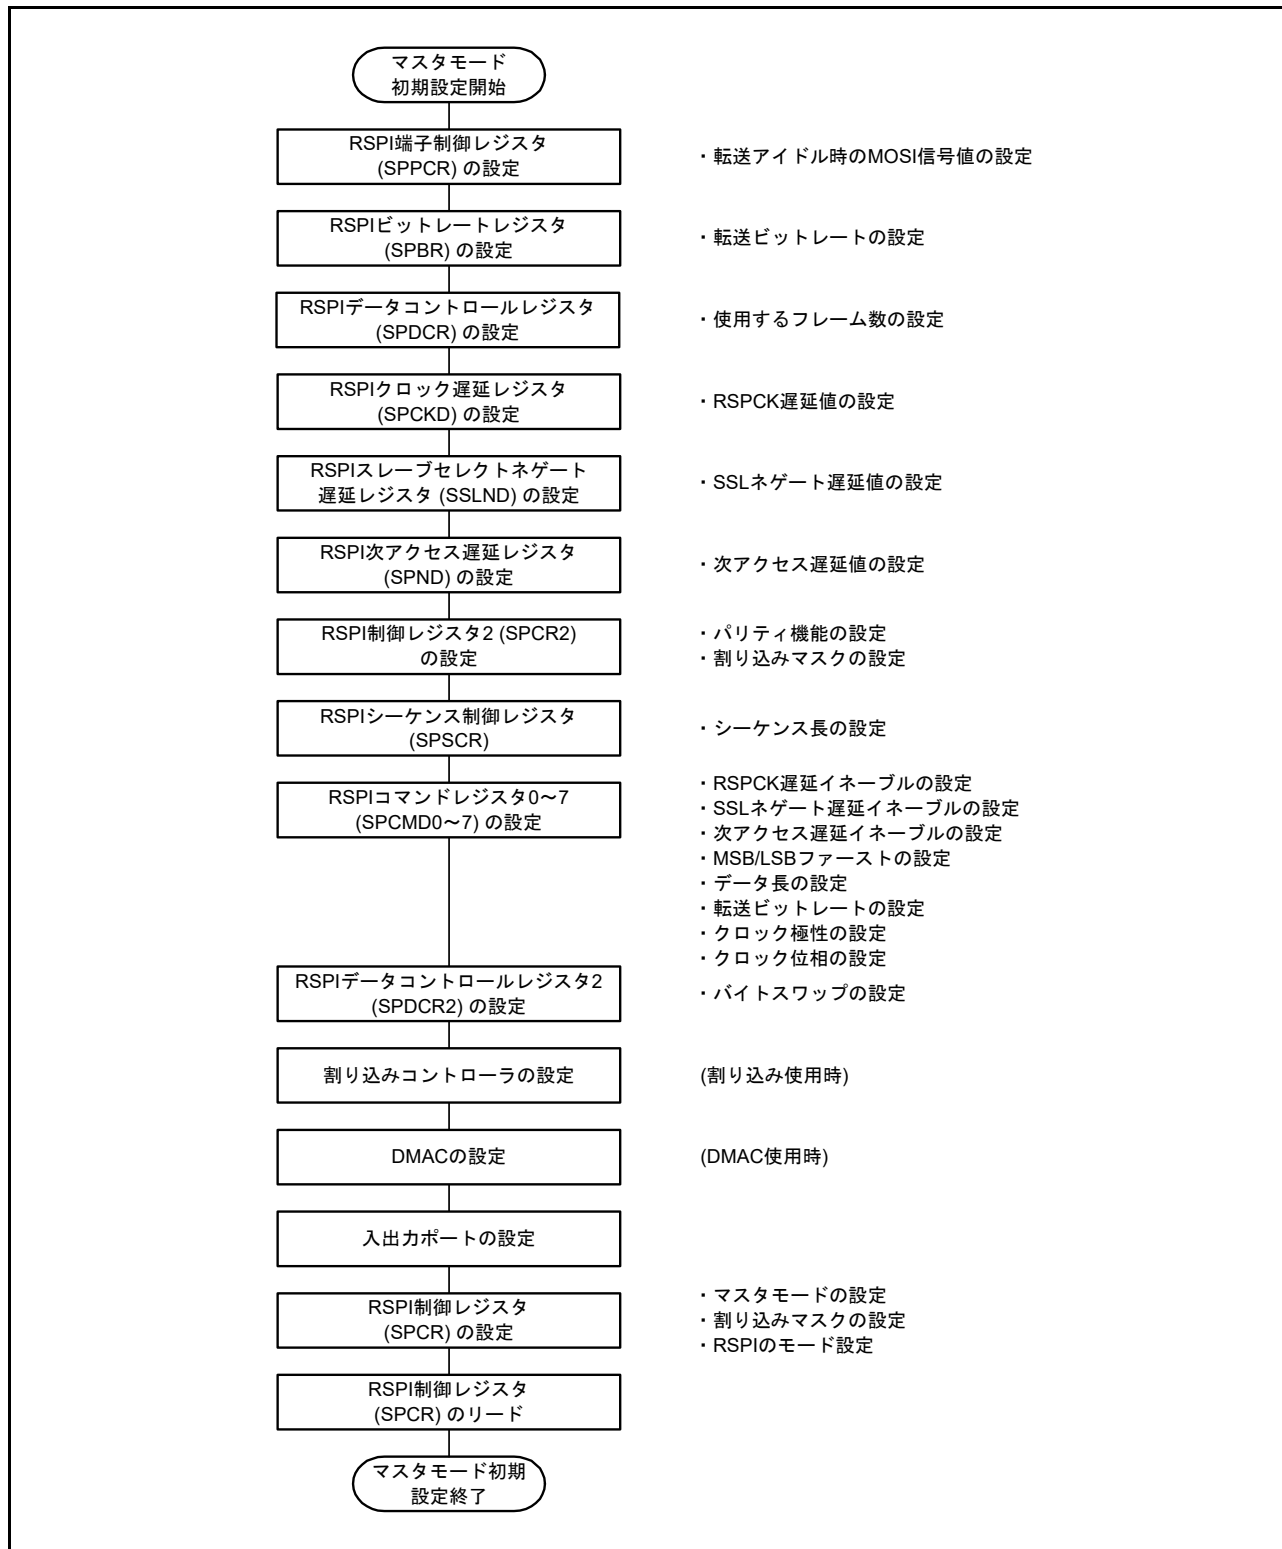 マスタモード
初期設定開始
RSPI端子制御レジスタ
(SPPCR) の設定
・転送アイドル時のMOSI信号値の設定
RSPIビットレートレジスタ
(SPBR) の設定
・転送ビットレートの設定
RSPIデータコントロールレジスタ
(SPDCR) の設定
・使用するフレーム数の設定
RSPIクロック遅延レジスタ
(SPCKD) の設定
・RSPCK遅延値の設定
RSPIスレーブセレクトネゲート
遅延レジスタ (SSLND) の設定
・SSLネゲート遅延値の設定
RSPI次アクセス遅延レジスタ
(SPND) の設定
・次アクセス遅延値の設定
RSPI制御レジスタ2 (SPCR2)
の設定
・パリティ機能の設定
・割り込みマスクの設定
RSPIシーケンス制御レジスタ
(SPSCR)
・シーケンス長の設定
RSPIコマンドレジスタ0～7
(SPCMD0～7) の設定
・RSPCK遅延イネーブルの設定
・SSLネゲート遅延イネーブルの設定
・次アクセス遅延イネーブルの設定
・MSB/LSBファーストの設定
・データ長の設定
・転送ビットレートの設定
・クロック極性の設定
・クロック位相の設定
RSPIデータコントロールレジスタ2
(SPDCR2) の設定
・バイトスワップの設定
割り込みコントローラの設定
(割り込み使用時)
DMACの設定
(DMAC使用時)
入出力ポートの設定
RSPI制御レジスタ
(SPCR) の設定
・マスタモードの設定
・割り込みマスクの設定
・RSPIのモード設定
RSPI制御レジスタ
(SPCR) のリード
マスタモード初期
設定終了